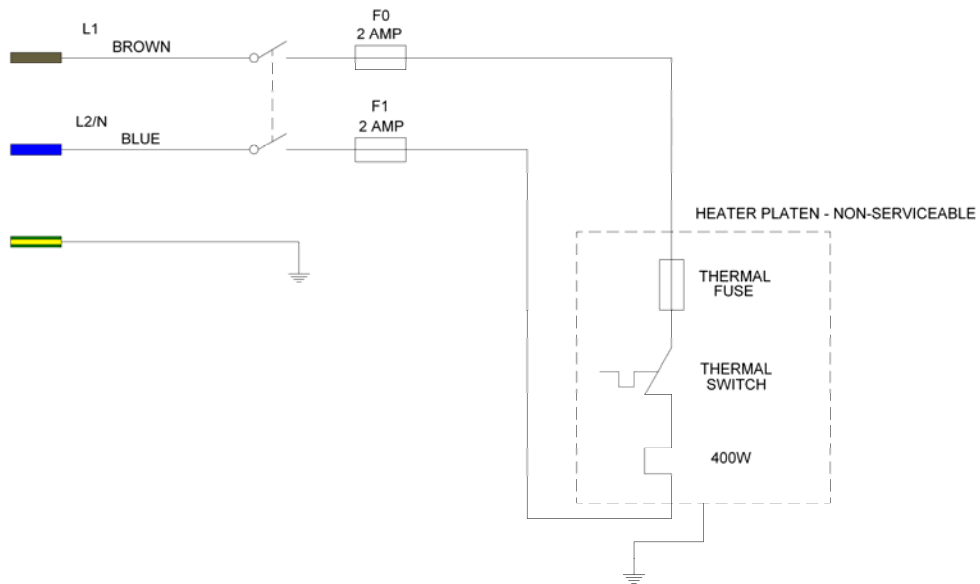 L1
BROWN
F0
2 AMP
L2/N
BLUE
F1
2 AMP
HEATER PLATEN - NON-SERVICEABLE
THERMAL
FUSE
THERMAL
SWITCH
400W